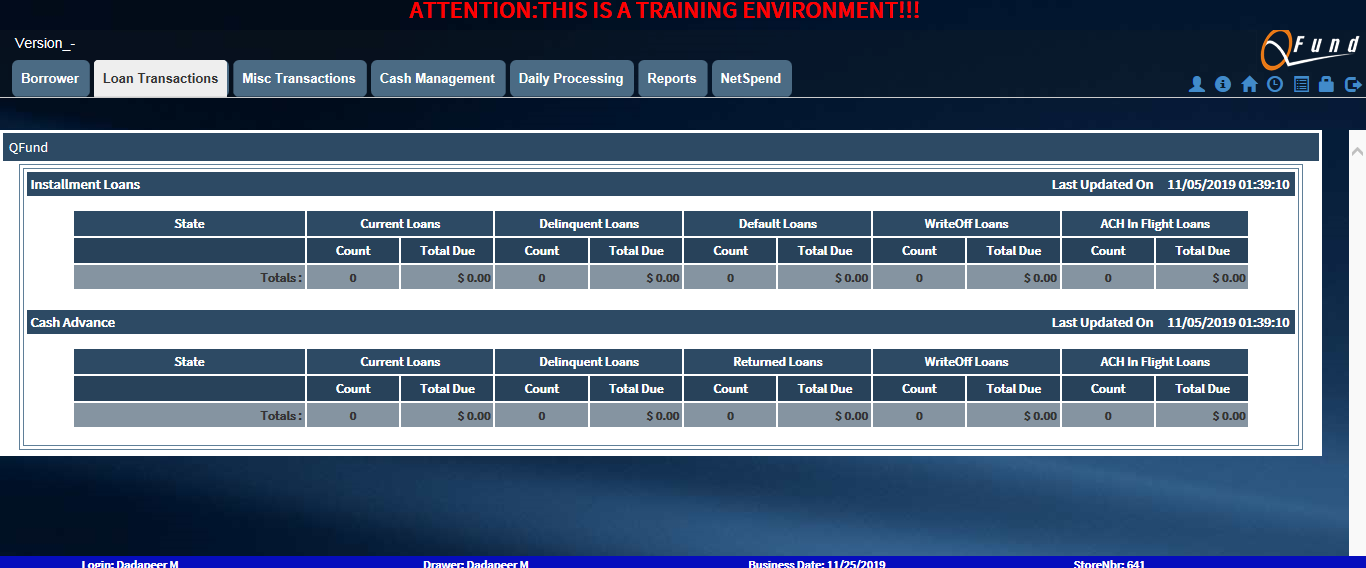 ATTENTION:THIS IS A TRAINING ENVIRONMENT!!!
Version_-
QFund
Borrower Loan Transactions Misc Transactions Cash Management Daily Processing Reports NetSpend
QFund
Installment Loans Last Updated On 11/05/2019 01:39:10
State Current Loans Delinquent Loans Default Loans WriteOff Loans ACH In Flight Loans
Count Total Due Count Total Due Count Total Due Count Total Due Count Total Due
Totals : 0 $ 0.00 0 $ 0.00 0 $ 0.00 0 $ 0.00 0 $ 0.00
Cash Advance Last Updated On 11/05/2019 01:39:10
State Current Loans Delinquent Loans Returned Loans WriteOff Loans ACH In Flight Loans
Count Total Due Count Total Due Count Total Due Count Total Due Count Total Due
Totals : 0 $ 0.00 0 $ 0.00 0 $ 0.00 0 $ 0.00 0 $ 0.00
Login: Dadapeer M Drawer: Dadapeer M Business Date: 11/25/2019 StoreNbr: 641